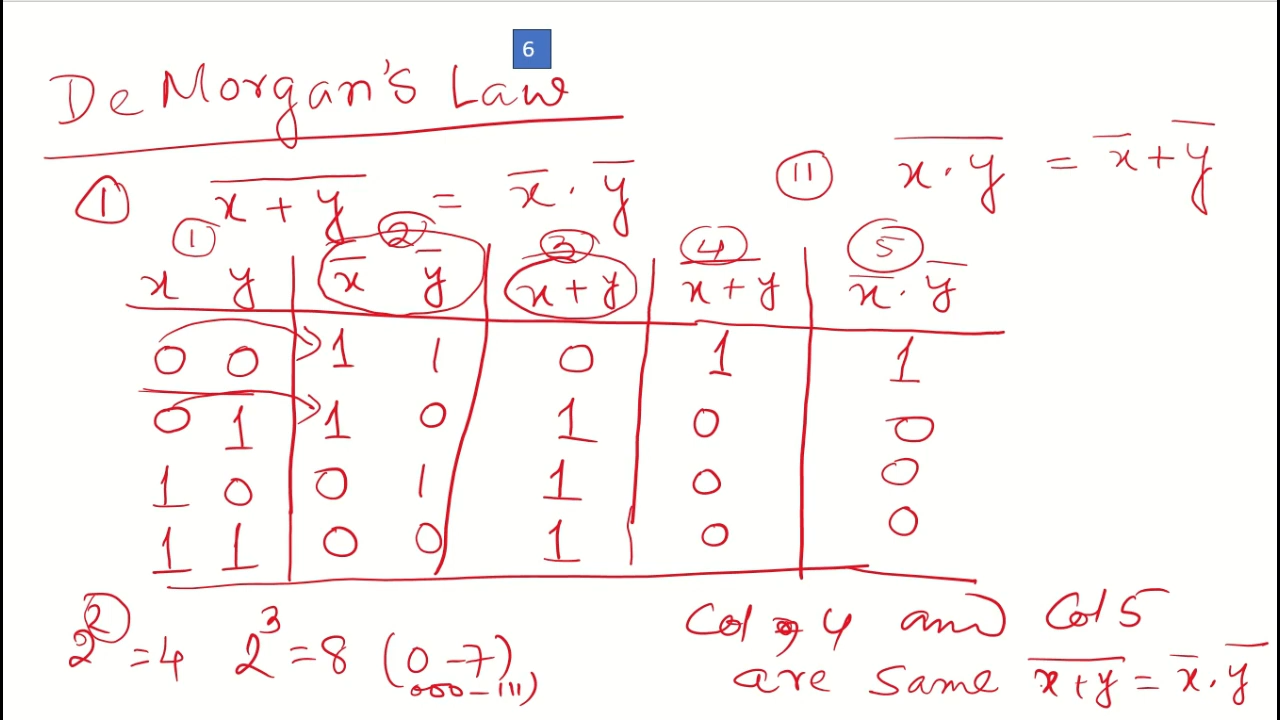 6
De Morgan's Law
① x̅ ̅+̅ ̅y̅ = x̅ . y̅
⑪ x̅ ̅.̅ ̅y̅ = x̅ + y̅
① ② ③ ④ ⑤
x y x̅ y̅ x + y x̅ ̅+̅ ̅y̅ x̅ . y̅
0 0 1 1 0 1 1
0 1 1 0 1 0 0
1 0 0 1 1 0 0
1 1 0 0 1 0 0
2² = 4 2³ = 8 (0 - 7)
000 - 111)
Col 4 and Col 5
are same x̅ ̅+̅ ̅y̅ = x̅ . y̅